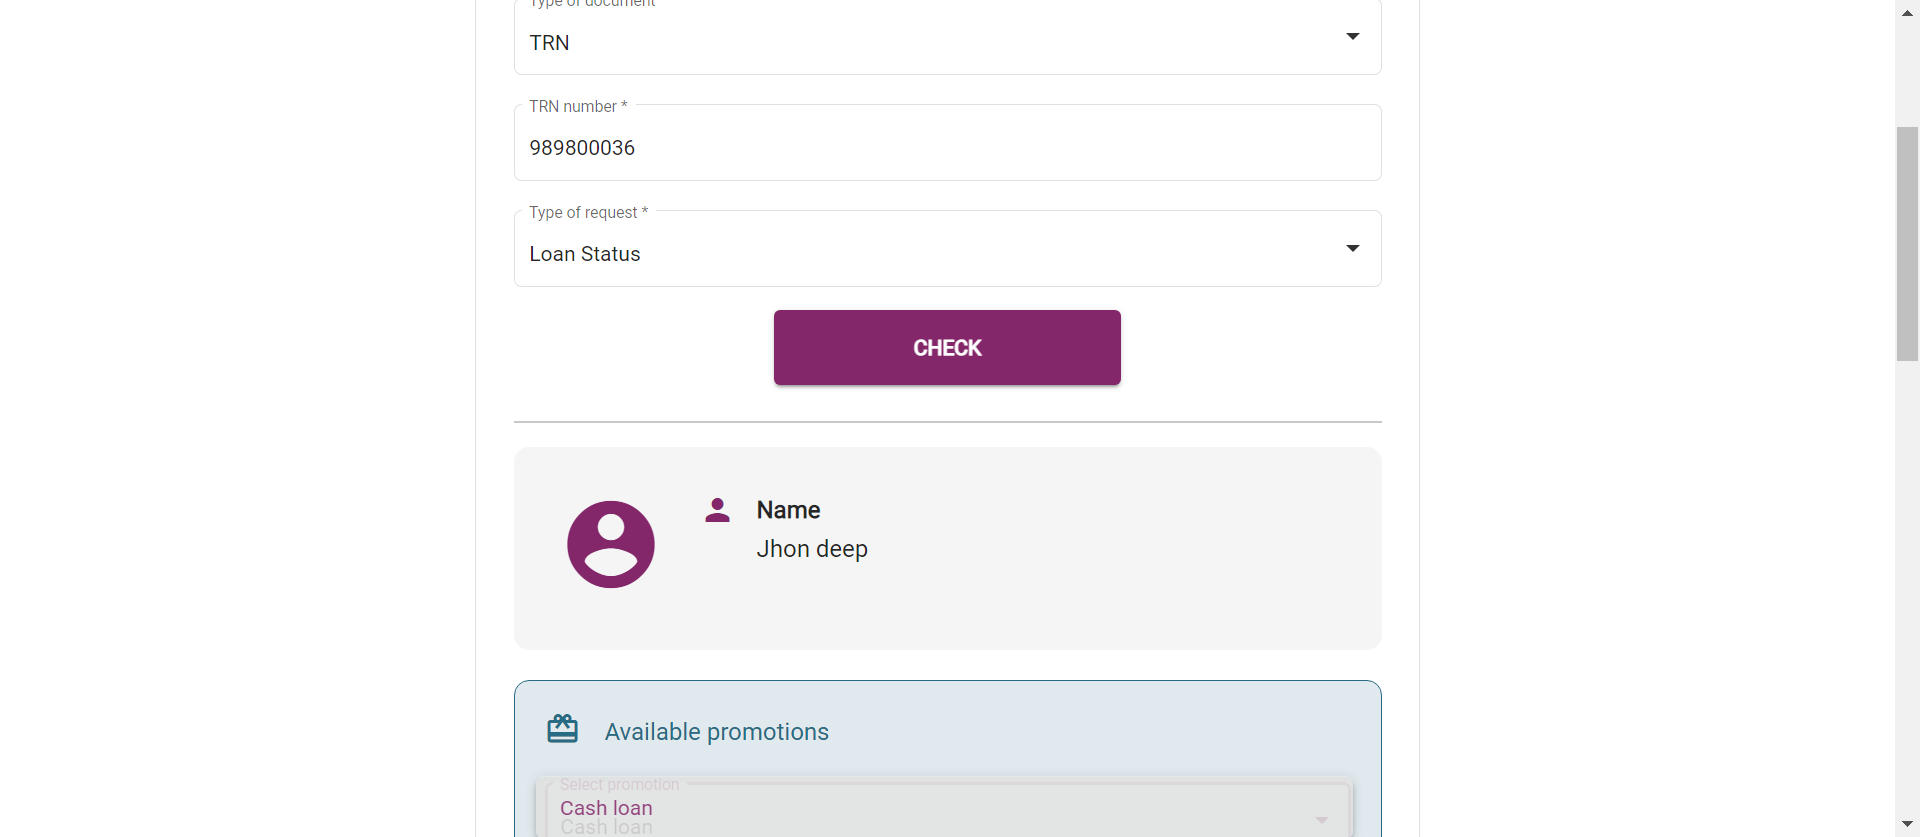 Type of document
TRN
TRN number *
989800036
Type of request *
Loan Status
CHECK
Name
Jhon deep
Available promotions
Select promotion
Cash loan
Cash loan